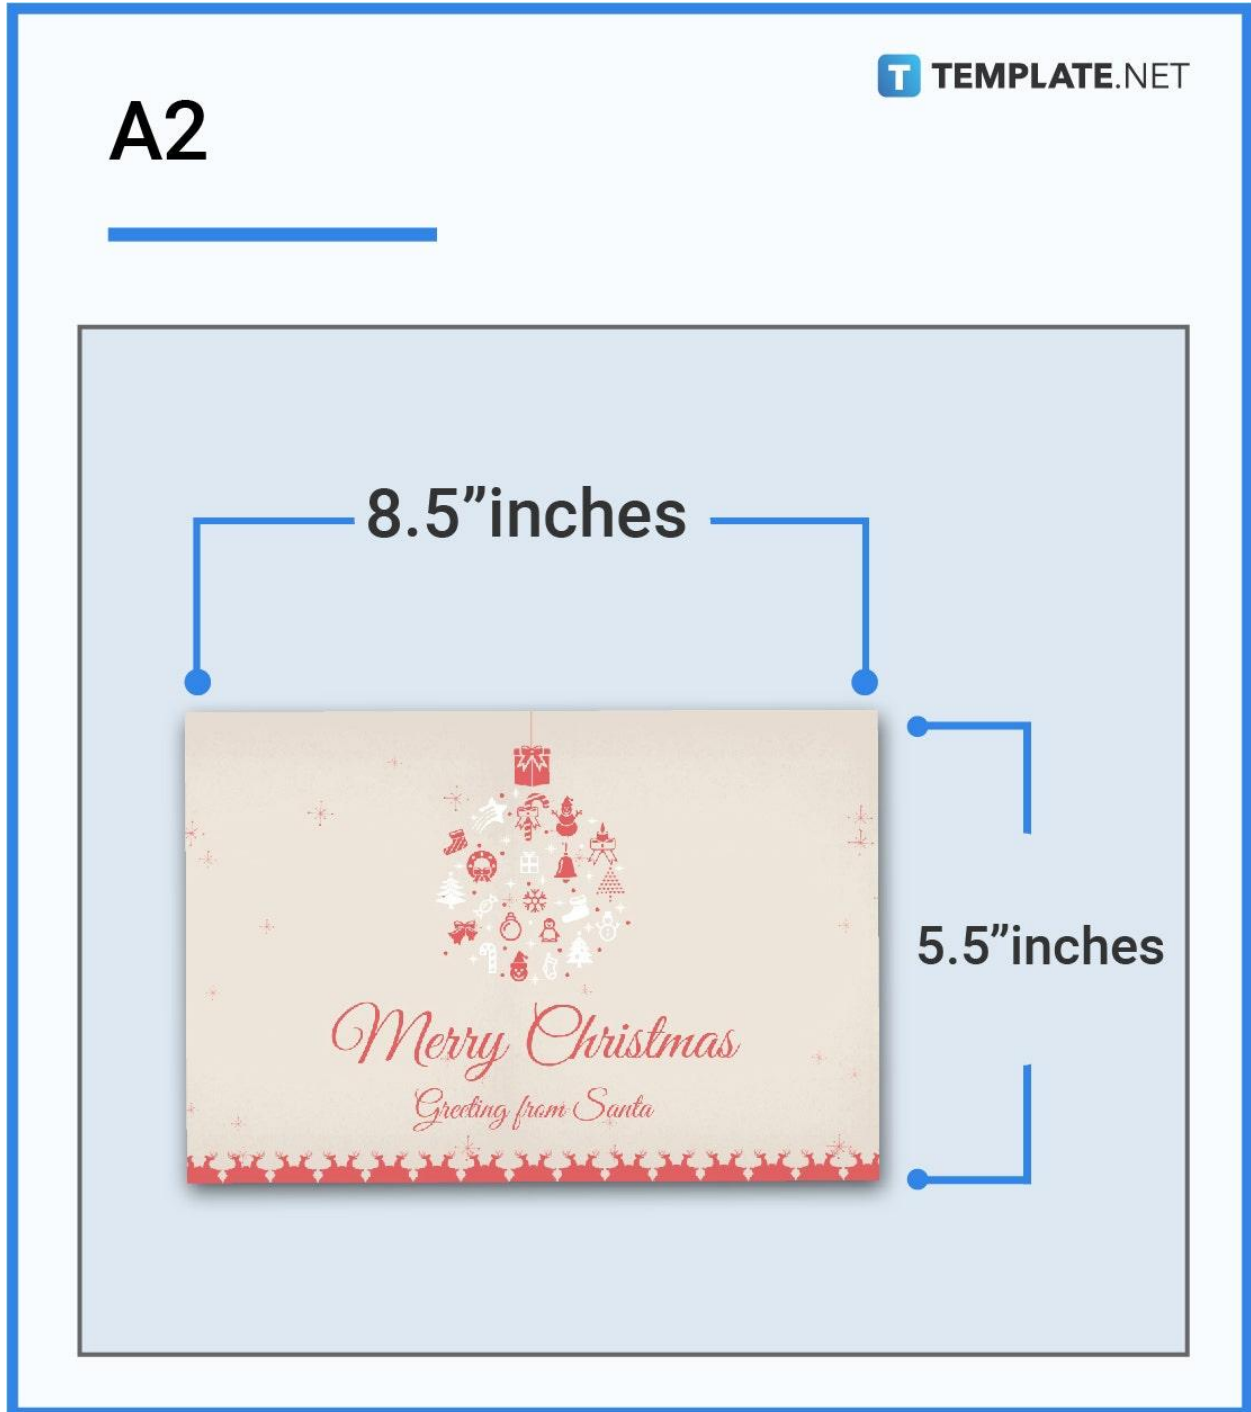 T TEMPLATE.NET
A2
8.5”inches
5.5”inches
Merry Christmas
Greeting from Santa